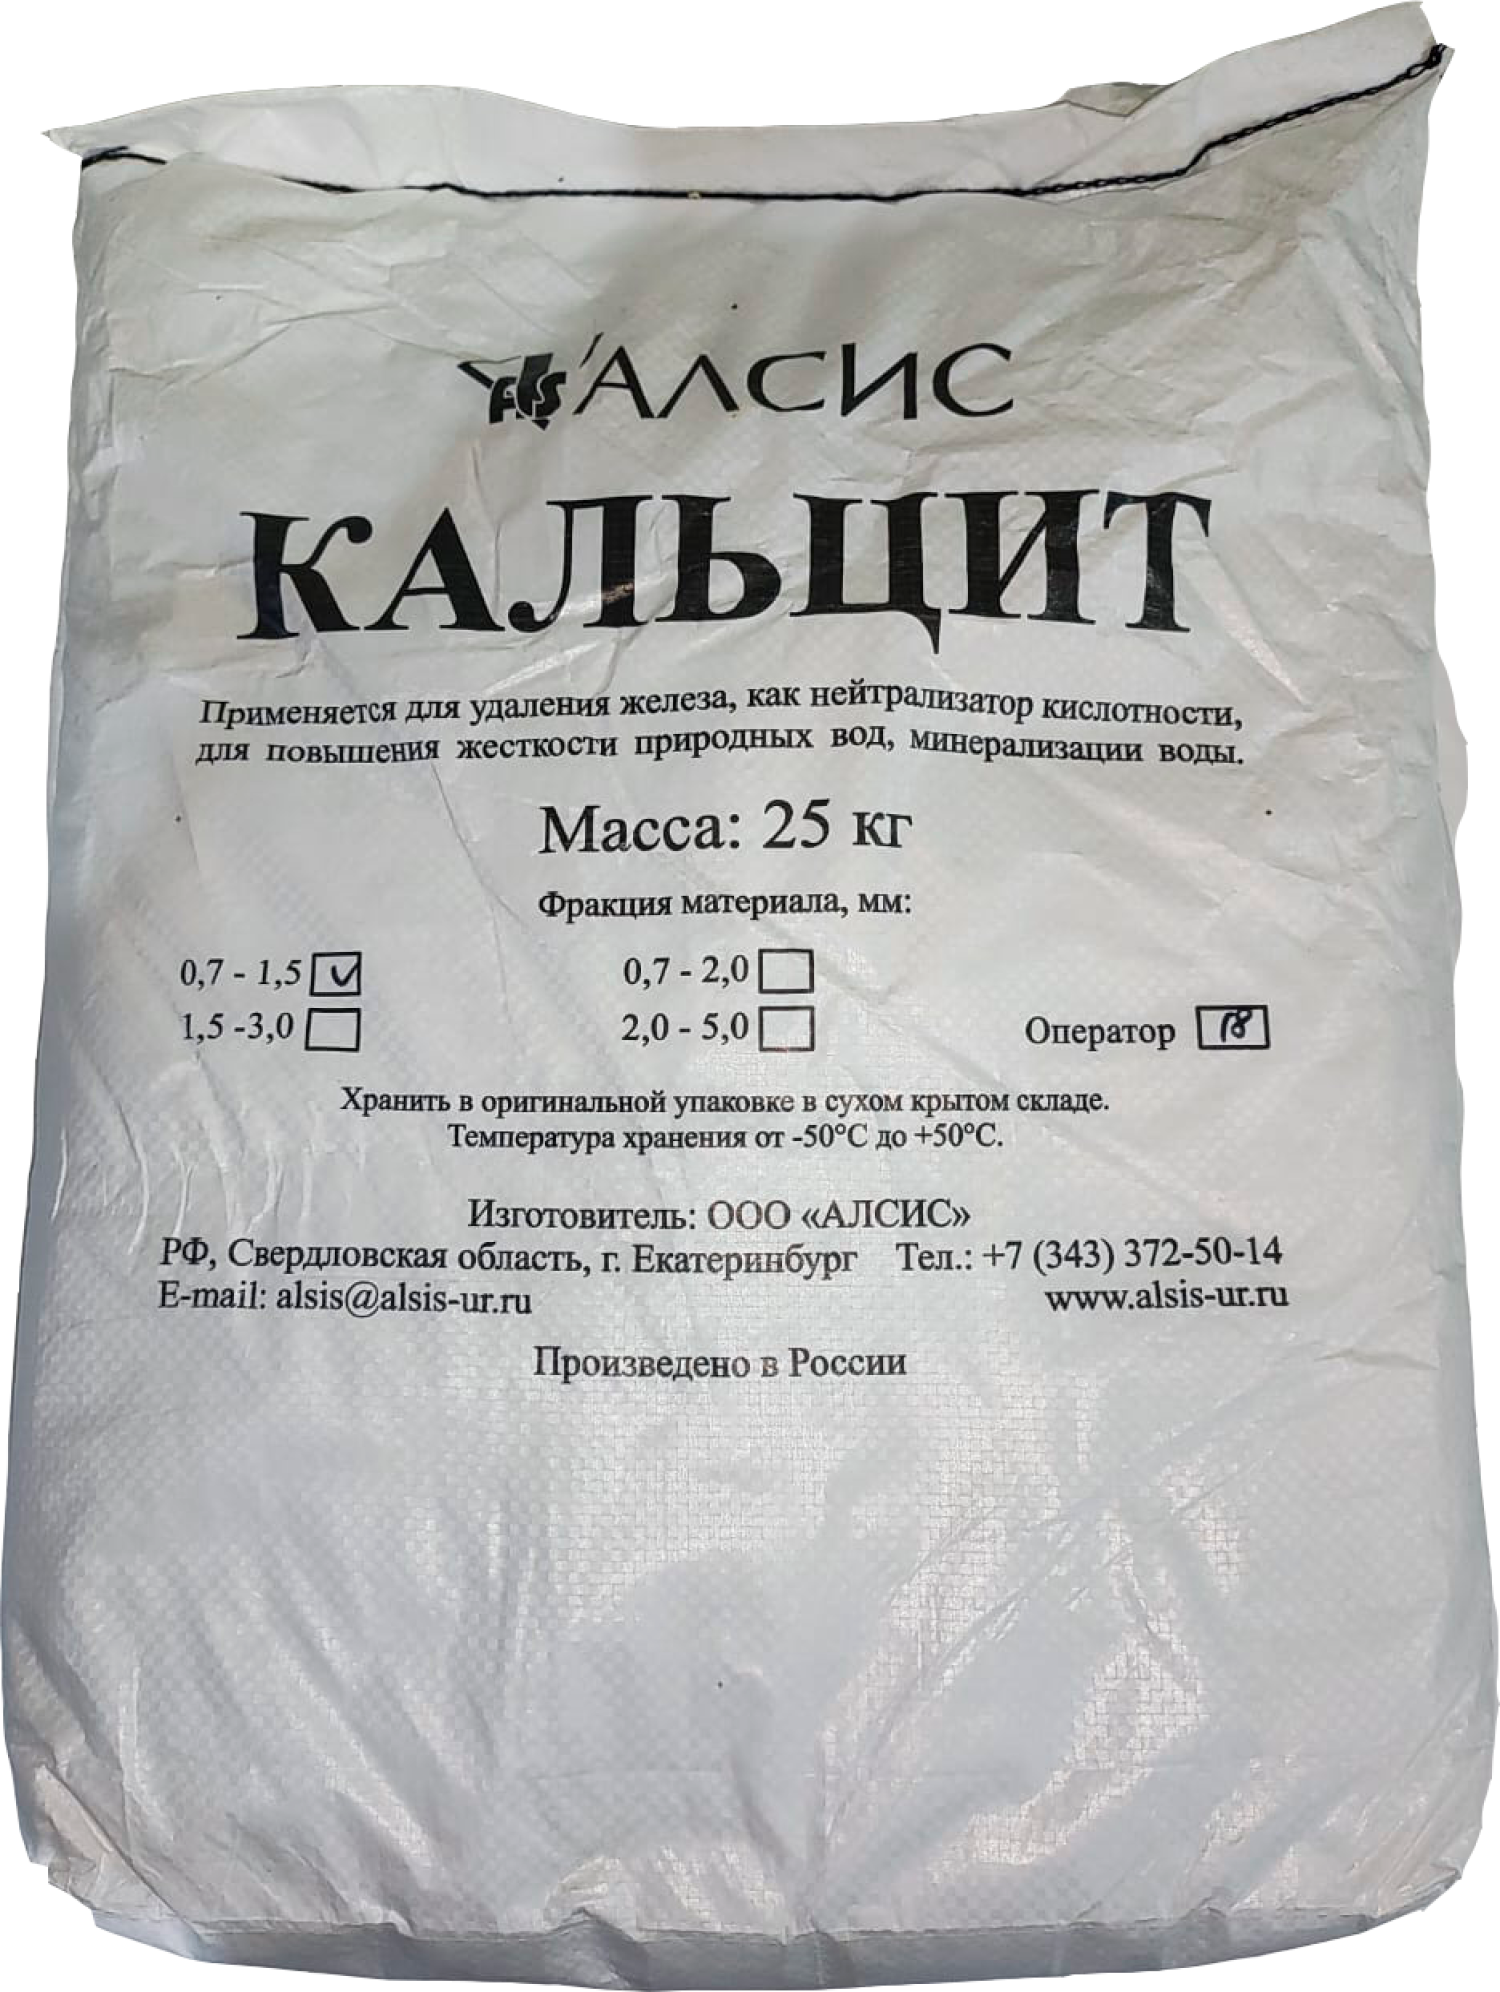 ALS 'АЛСИС
КАЛЬЦИТ
Применяется для удаления железа, как нейтрализатор кислотности,
для повышения жесткости природных вод, минерализации воды.
Масса: 25 кг
Фракция материала, мм:
0,7 - 1,5 0,7 - 2,0
1,5 -3,0 2,0 - 5,0 Оператор 18
Хранить в оригинальной упаковке в сухом крытом складе.
Температура хранения от -50°C до +50°C.
Изготовитель: ООО «АЛСИС»
РФ, Свердловская область, г. Екатеринбург Тел.: +7 (343) 372-50-14
E-mail: alsis@alsis-ur.ru www.alsis-ur.ru
Произведено в России